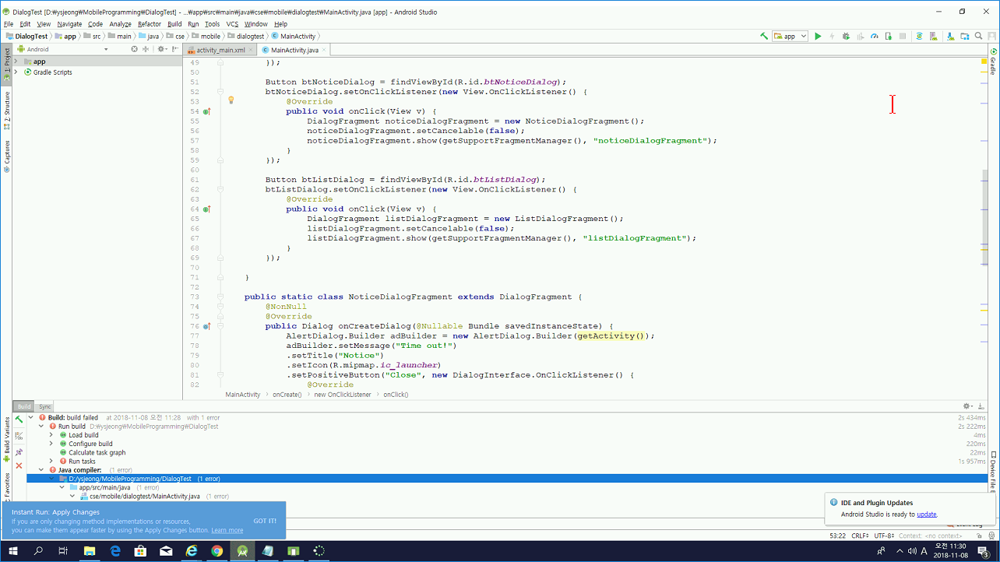 DialogTest [D:₩ysjeong₩MobileProgramming₩DialogTest] - ...₩app₩src₩main₩java₩cse₩mobile₩dialogtest₩MainActivity.java [app] - Android Studio
File Edit View Navigate Code Analyze Refactor Build Run Tools VCS Window Help
DialogTest app src main java cse mobile dialogtest MainActivity app
Android activity_main.xml MainActivity.java
1: Project
Z: Structure
Captures
Build Variants
Favorites
Gradle
app
Gradle Scripts
49 });
50
51 Button btNoticeDialog = findViewById(R.id.btNoticeDialog);
52 btNoticeDialog.setOnClickListener(new View.OnClickListener() {
53 @Override
54 public void onClick(View v) {
55 DialogFragment noticeDialogFragment = new NoticeDialogFragment();
56 noticeDialogFragment.setCancelable(false);
57 noticeDialogFragment.show(getSupportFragmentManager(), "noticeDialogFragment");
58 }
59 });
60
61 Button btListDialog = findViewById(R.id.btListDialog);
62 btListDialog.setOnClickListener(new View.OnClickListener() {
63 @Override
64 public void onClick(View v) {
65 DialogFragment listDialogFragment = new ListDialogFragment();
66 listDialogFragment.setCancelable(false);
67 listDialogFragment.show(getSupportFragmentManager(), "listDialogFragment");
68 }
69 });
70
71 }
72
73 public static class NoticeDialogFragment extends DialogFragment {
74 @NonNull
75 @Override
76 public Dialog onCreateDialog(@Nullable Bundle savedInstanceState) {
77 AlertDialog.Builder adBuilder = new AlertDialog.Builder(getActivity());
78 adBuilder.setMessage("Time out!")
79 .setTitle("Notice")
80 .setIcon(R.mipmap.ic_launcher)
81 .setPositiveButton("Close", new DialogInterface.OnClickListener() {
82 @Override
MainActivity onCreate() new OnClickListener onClick()
Build Sync
Build: build failed at 2018-11-08 오전 11:28 with 1 error 2s 434ms
Run build D:₩ysjeong₩MobileProgramming₩DialogTest 2s 222ms
Load build 4ms
Configure build 220ms
Calculate task graph 22ms
Run tasks 1s 957ms
Java compiler: (1 error)
D:/ysjeong/MobileProgramming/DialogTest (1 error)
app/src/main/java (1 error)
cse/mobile/dialogtest/MainActivity.java (1 error)
Device File E
Instant Run: Apply Changes
If you are only changing method implementations or resources,
you can make them appear faster by using the Apply Changes button. Learn more
GOT IT!
IDE and Plugin Updates
Android Studio is ready to update.
Event Log
53:22 CRLF UTF-8 Context: <no context>
A 오전 11:30
2018-11-08 3